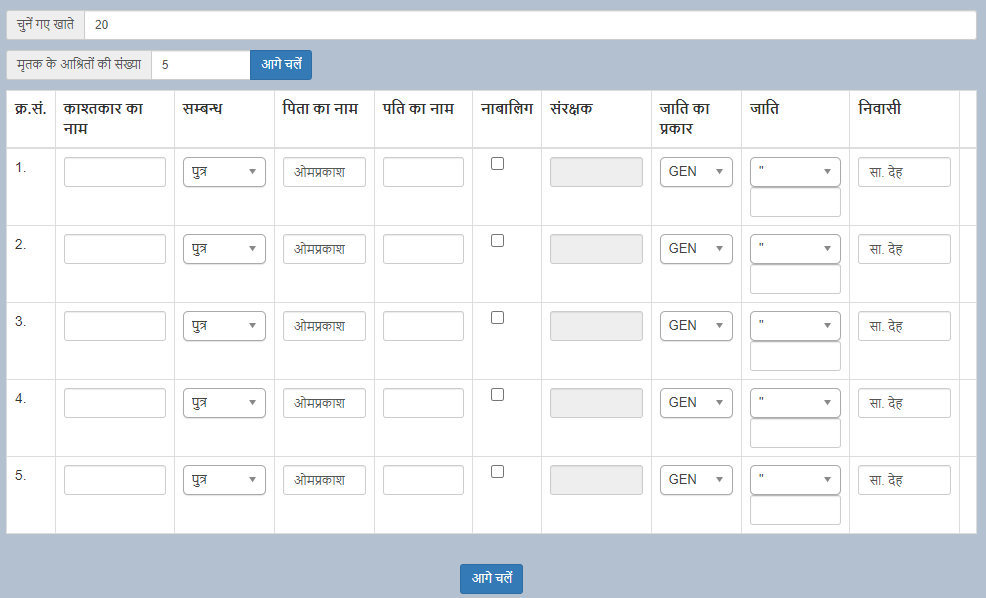 चुनें गए खाते 20
मृतक के आश्रितों की संख्या 5 आगे चलें
क्र.सं. काश्तकार का नाम सम्बन्ध पिता का नाम पति का नाम नाबालिग संरक्षक जाति का प्रकार जाति निवासी
1. पुत्र ओमप्रकाश GEN " सा. देह
2. पुत्र ओमप्रकाश GEN " सा. देह
3. पुत्र ओमप्रकाश GEN " सा. देह
4. पुत्र ओमप्रकाश GEN " सा. देह
5. पुत्र ओमप्रकाश GEN " सा. देह
आगे चलें